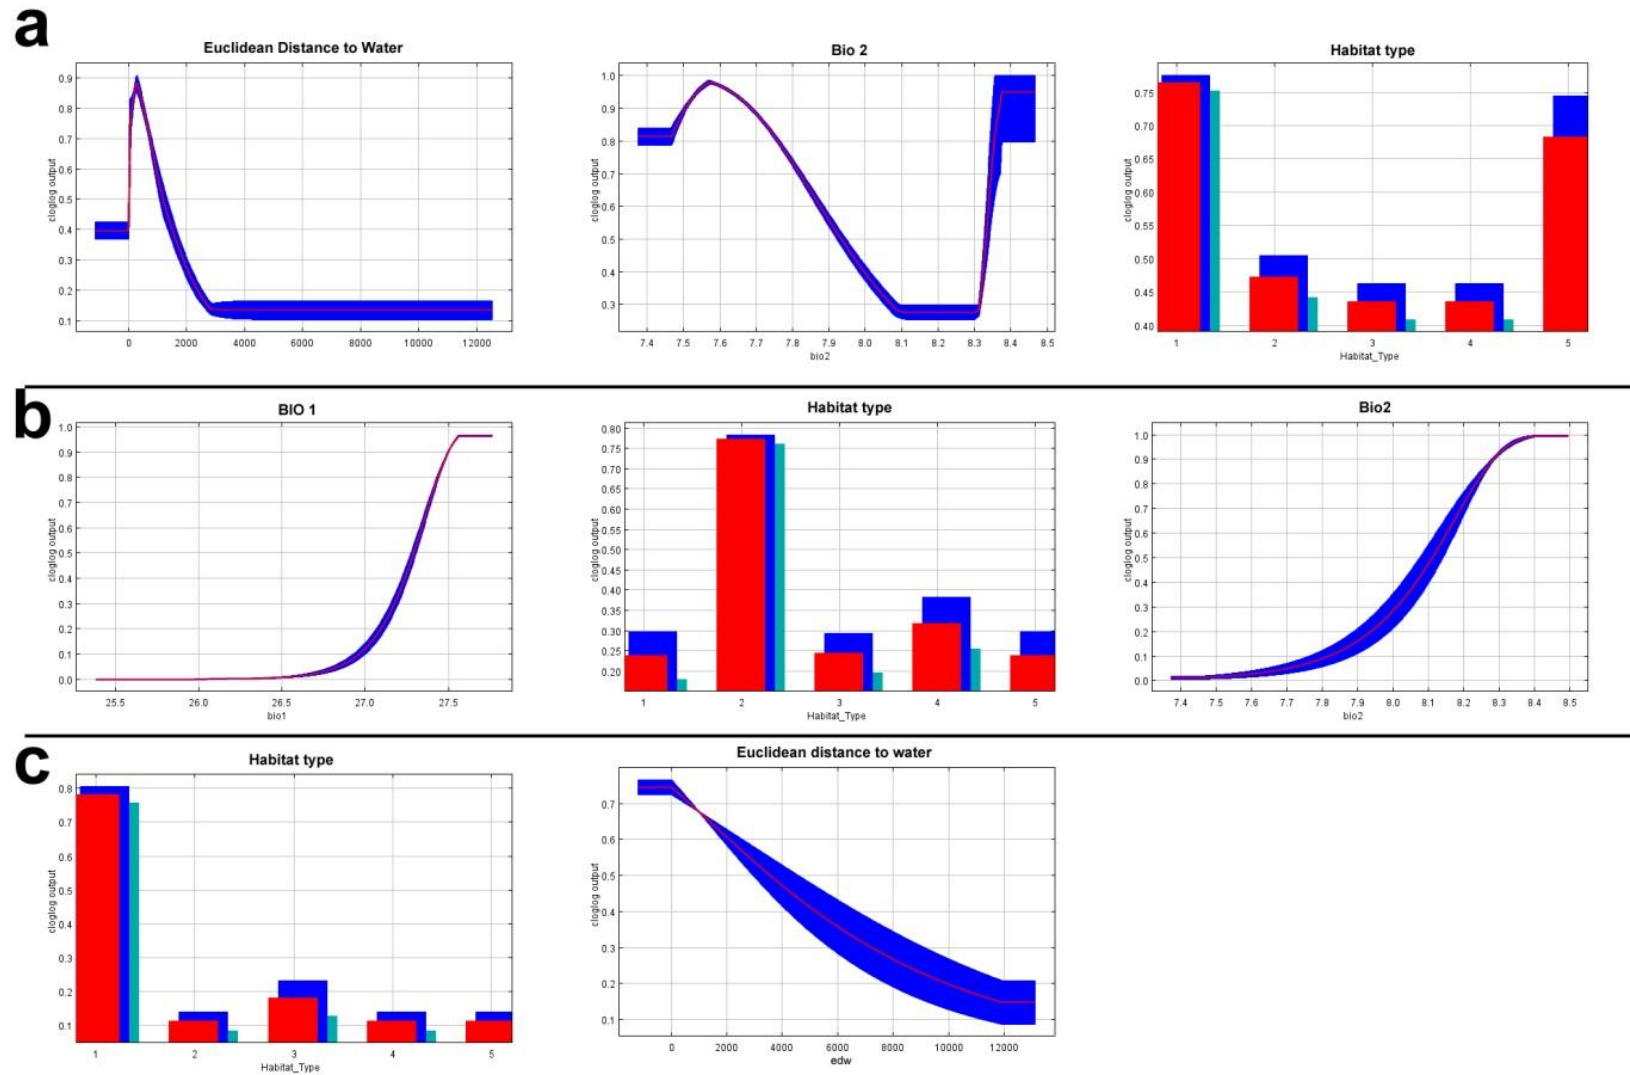 a
Euclidean Distance to Water
cloglog output
0.9
0.8
0.7
0.6
0.5
0.4
0.3
0.2
0.1
0 2000 4000 6000 8000 10000 12000
Bio 2
cloglog output
1.0
0.9
0.8
0.7
0.6
0.5
0.4
0.3
7.4 7.5 7.6 7.7 7.8 7.9 8.0 8.1 8.2 8.3 8.4 8.5
bio2
Habitat type
cloglog output
0.75
0.70
0.65
0.60
0.55
0.50
0.45
0.40
1 2 3 4 5
Habitat_Type
b
BIO 1
cloglog output
1.0
0.9
0.8
0.7
0.6
0.5
0.4
0.3
0.2
0.1
0.0
25.5 26.0 26.5 27.0 27.5
bio1
Habitat type
cloglog output
0.80
0.75
0.70
0.65
0.60
0.55
0.50
0.45
0.40
0.35
0.30
0.25
0.20
1 2 3 4 5
Habitat_Type
Bio2
cloglog output
1.0
0.9
0.8
0.7
0.6
0.5
0.4
0.3
0.2
0.1
0.0
7.4 7.5 7.6 7.7 7.8 7.9 8.0 8.1 8.2 8.3 8.4 8.5
bio2
c
Habitat type
cloglog output
0.8
0.7
0.6
0.5
0.4
0.3
0.2
0.1
1 2 3 4 5
Habitat_Type
Euclidean distance to water
cloglog output
0.7
0.6
0.5
0.4
0.3
0.2
0.1
0 2000 4000 6000 8000 10000 12000
edw